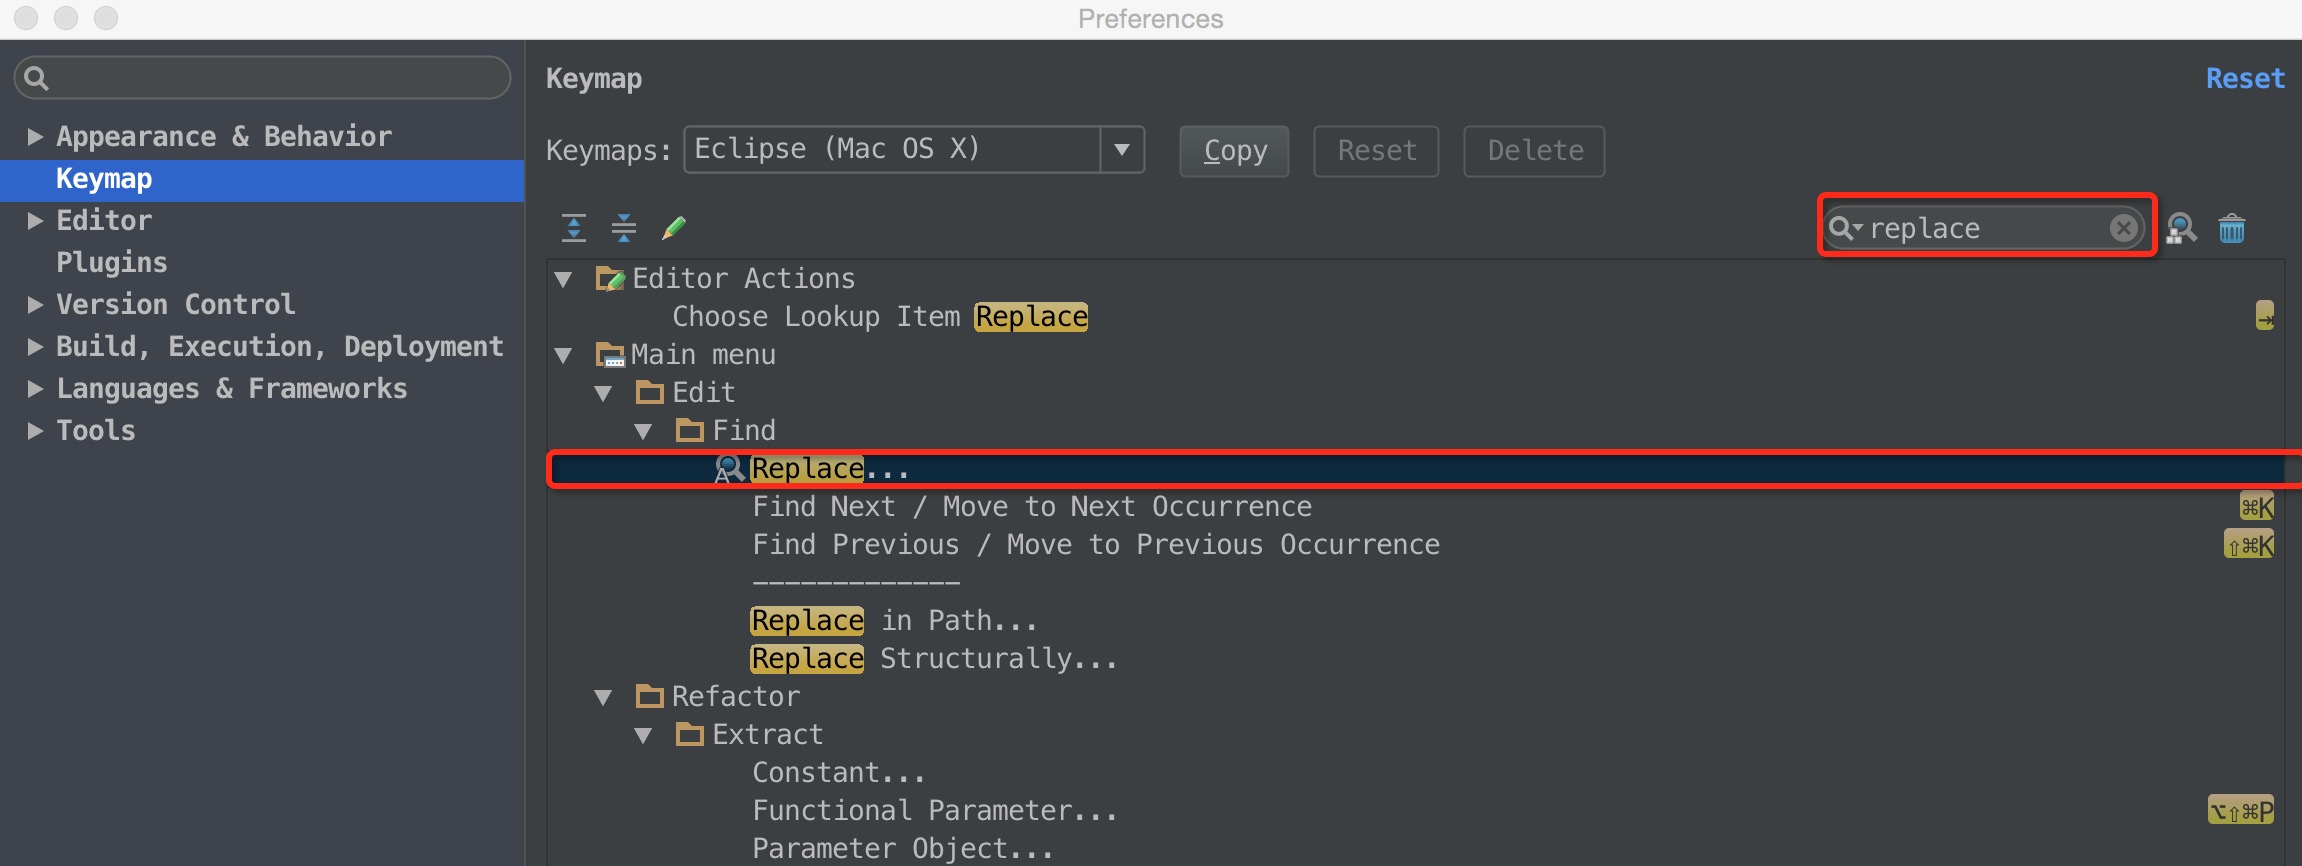 Preferences
Appearance & Behavior
Keymap
Editor
Plugins
Version Control
Build, Execution, Deployment
Languages & Frameworks
Tools
Keymap
Reset
Keymaps: Eclipse (Mac OS X) Copy Reset Delete
replace
Editor Actions
Choose Lookup Item Replace ⇥
Main menu
Edit
Find
Replace...
Find Next / Move to Next Occurrence ⌘K
Find Previous / Move to Previous Occurrence ⇧⌘K
-------------
Replace in Path...
Replace Structurally...
Refactor
Extract
Constant...
Functional Parameter... ⌥⇧⌘P
Parameter Object...